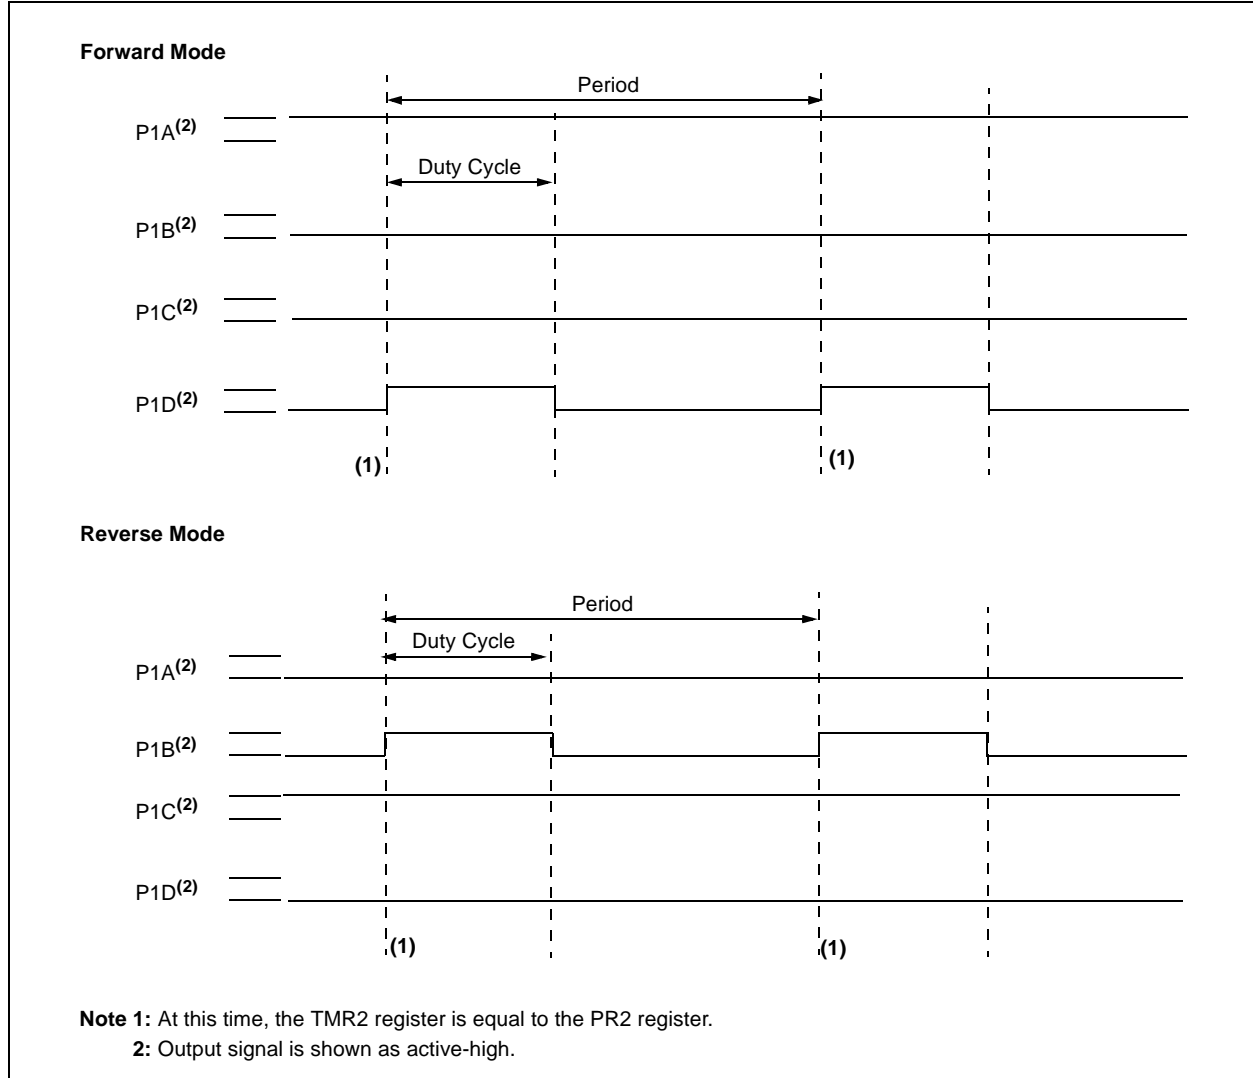 Forward Mode
Period
P1A(2)
Duty Cycle
P1B(2)
P1C(2)
P1D(2)
(1)
(1)
Reverse Mode
Period
Duty Cycle
P1A(2)
P1B(2)
P1C(2)
P1D(2)
(1)
(1)
Note 1: At this time, the TMR2 register is equal to the PR2 register.
2: Output signal is shown as active-high.